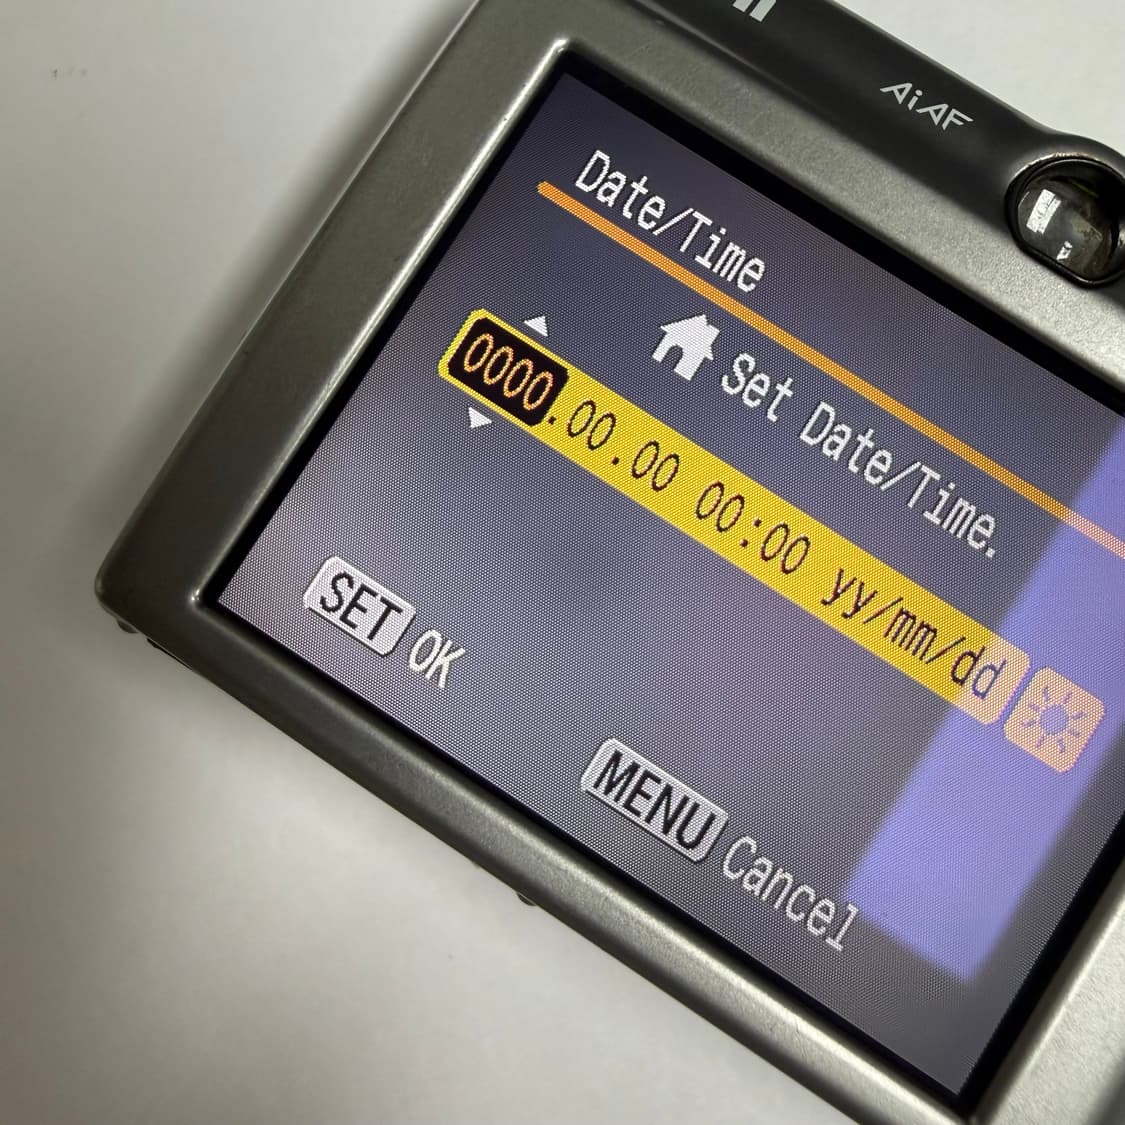 AiAF
Date/Time
Set Date/Time.
0000.00.00 00:00 yy/mm/dd
SET OK
MENU Cancel